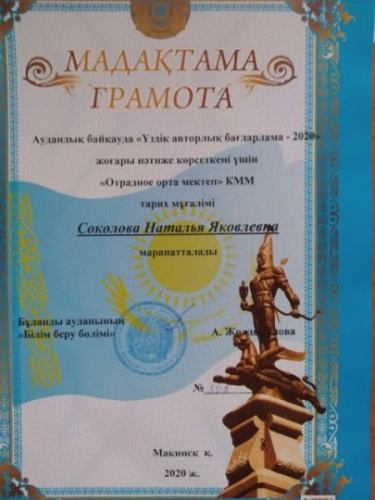 МАДАҚТАМА
ГРАМОТА
Аудандық байқауда «Үздік авторлық бағдарлама - 2020»
жоғары нәтиже көрсеткені үшін
«Отрадное орта мектеп» КММ
тарих мұғалімі
Соколова Наталья Яковлевна
марапатталады
Бұланды ауданының
«Білім беру бөлімі»
А.
№
Макинск қ.
2020 ж.